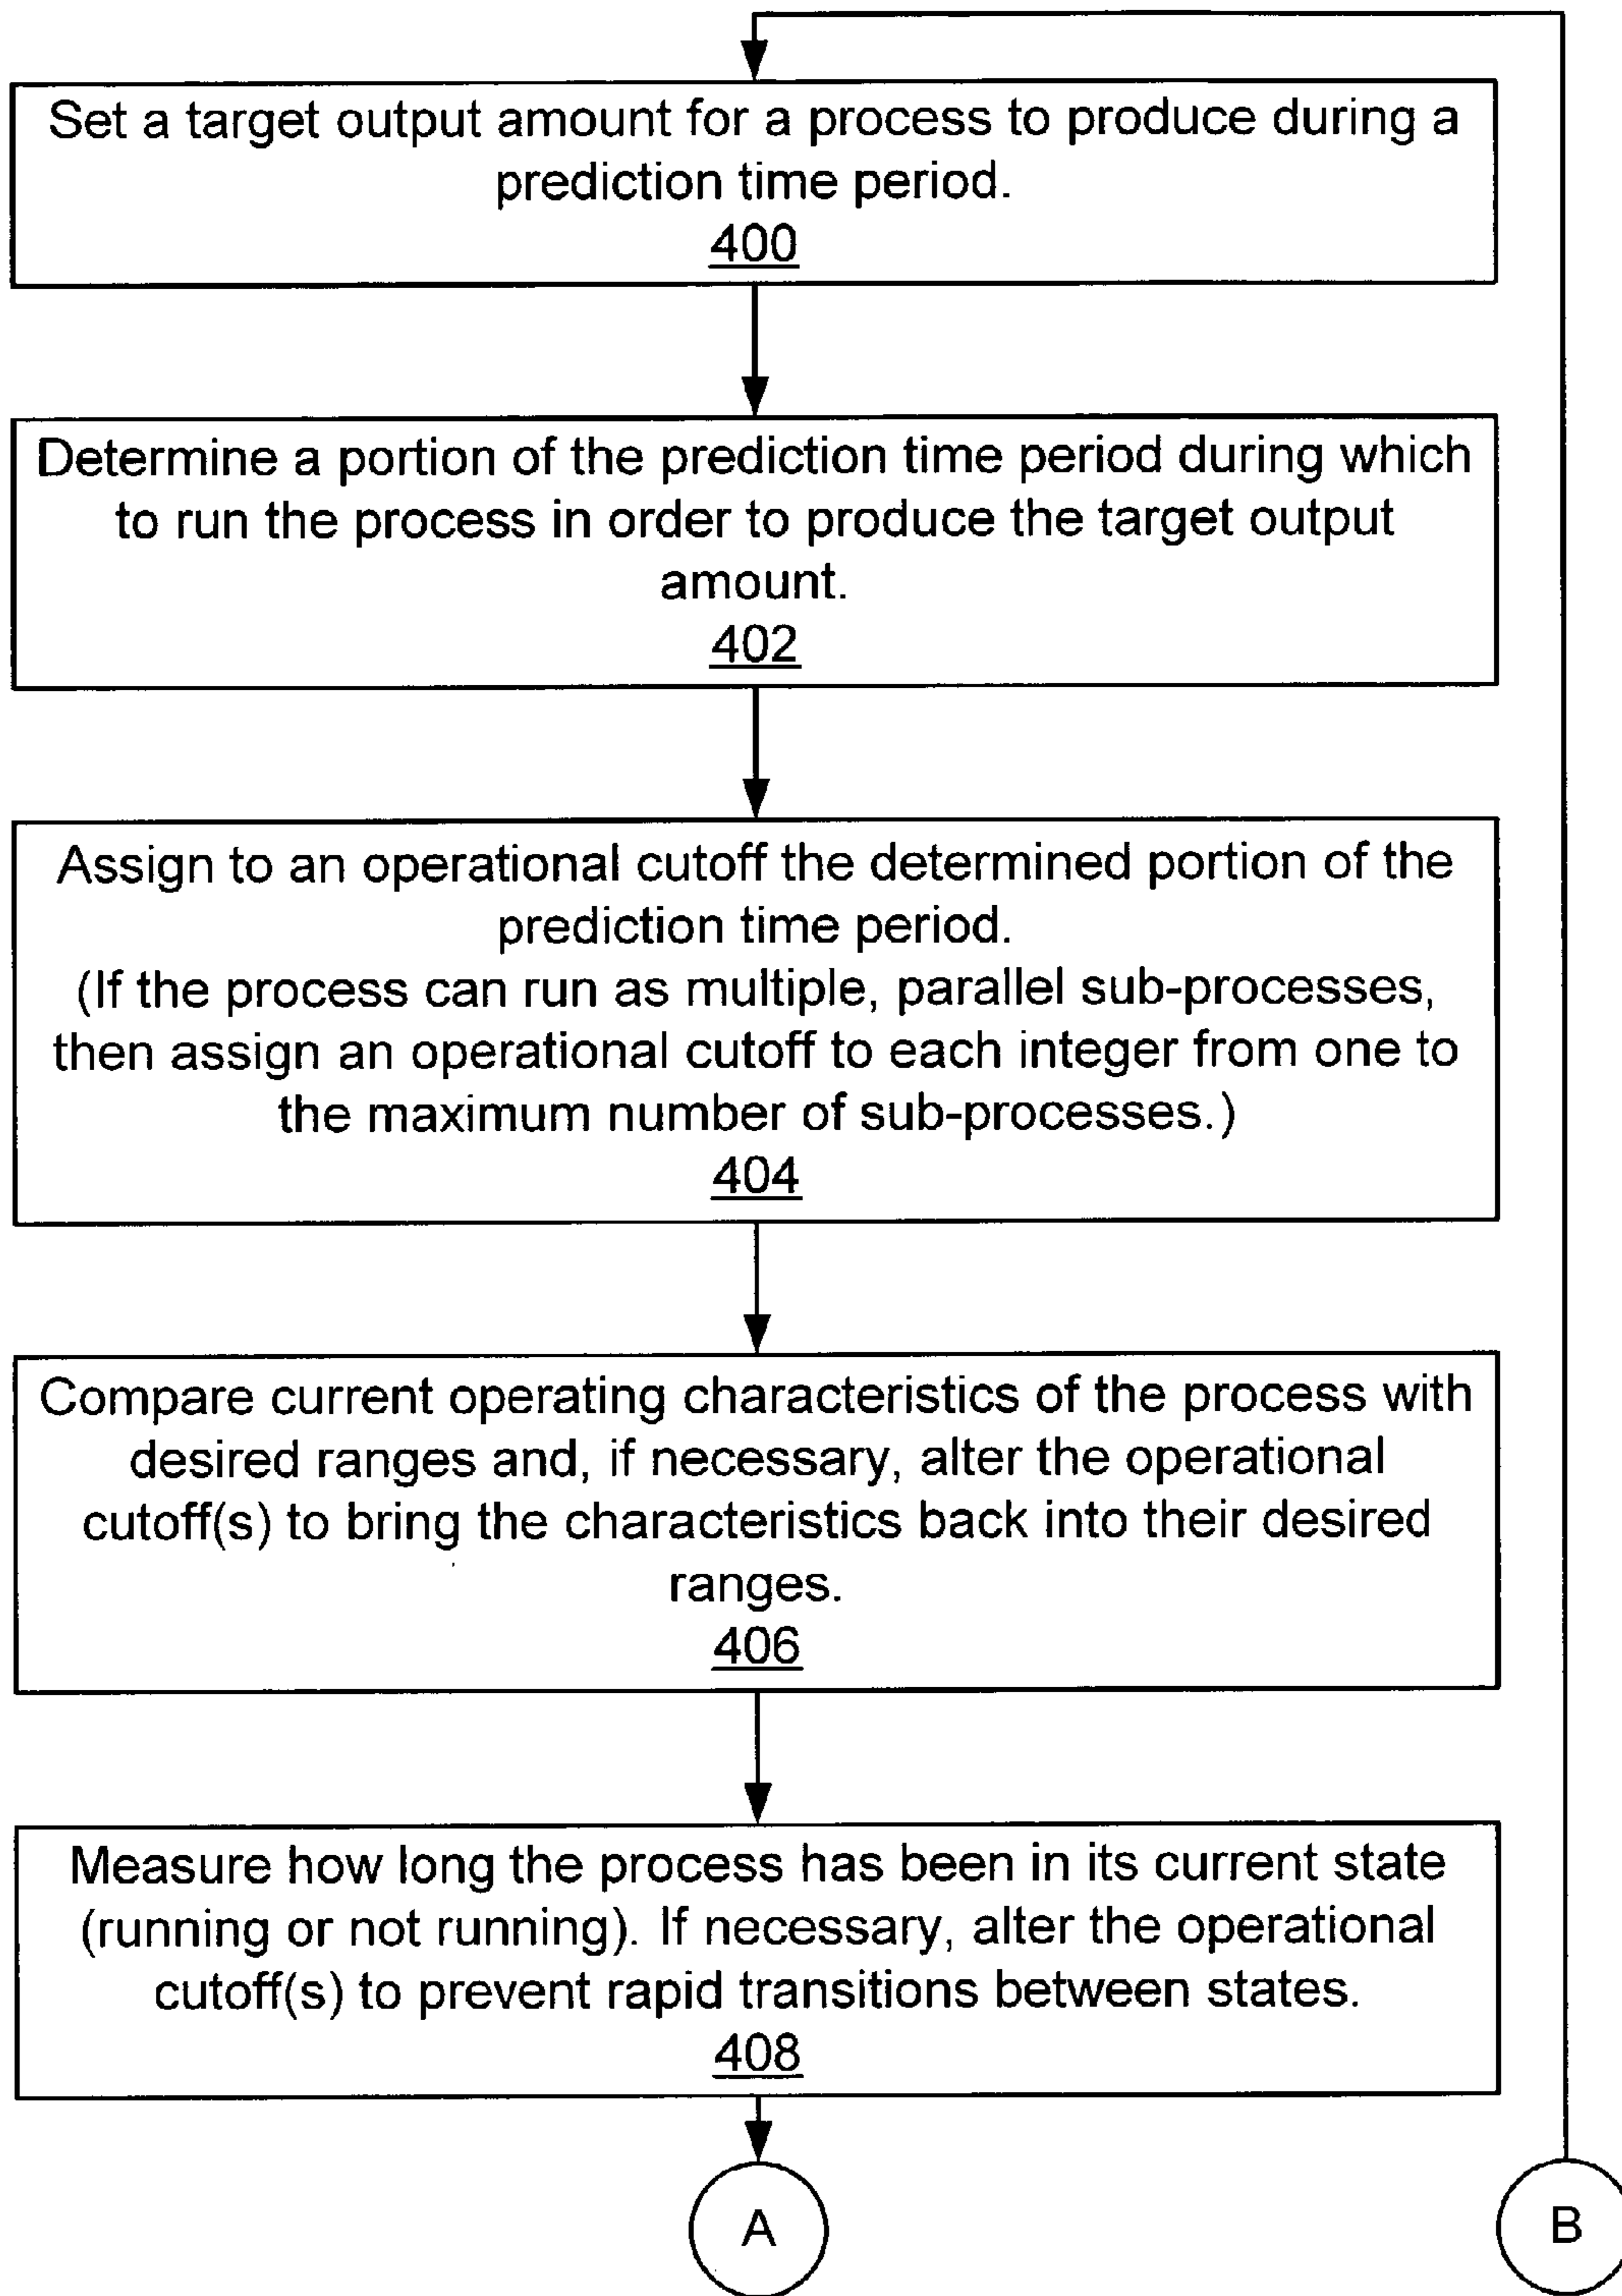 Set a target output amount for a process to produce during a
prediction time period.
400
Determine a portion of the prediction time period during which
to run the process in order to produce the target output
amount.
402
Assign to an operational cutoff the determined portion of the
prediction time period.
(If the process can run as multiple, parallel sub-processes,
then assign an operational cutoff to each integer from one to
the maximum number of sub-processes.)
404
Compare current operating characteristics of the process with
desired ranges and, if necessary, alter the operational
cutoff(s) to bring the characteristics back into their desired
ranges.
406
Measure how long the process has been in its current state
(running or not running). If necessary, alter the operational
cutoff(s) to prevent rapid transitions between states.
408
A
B